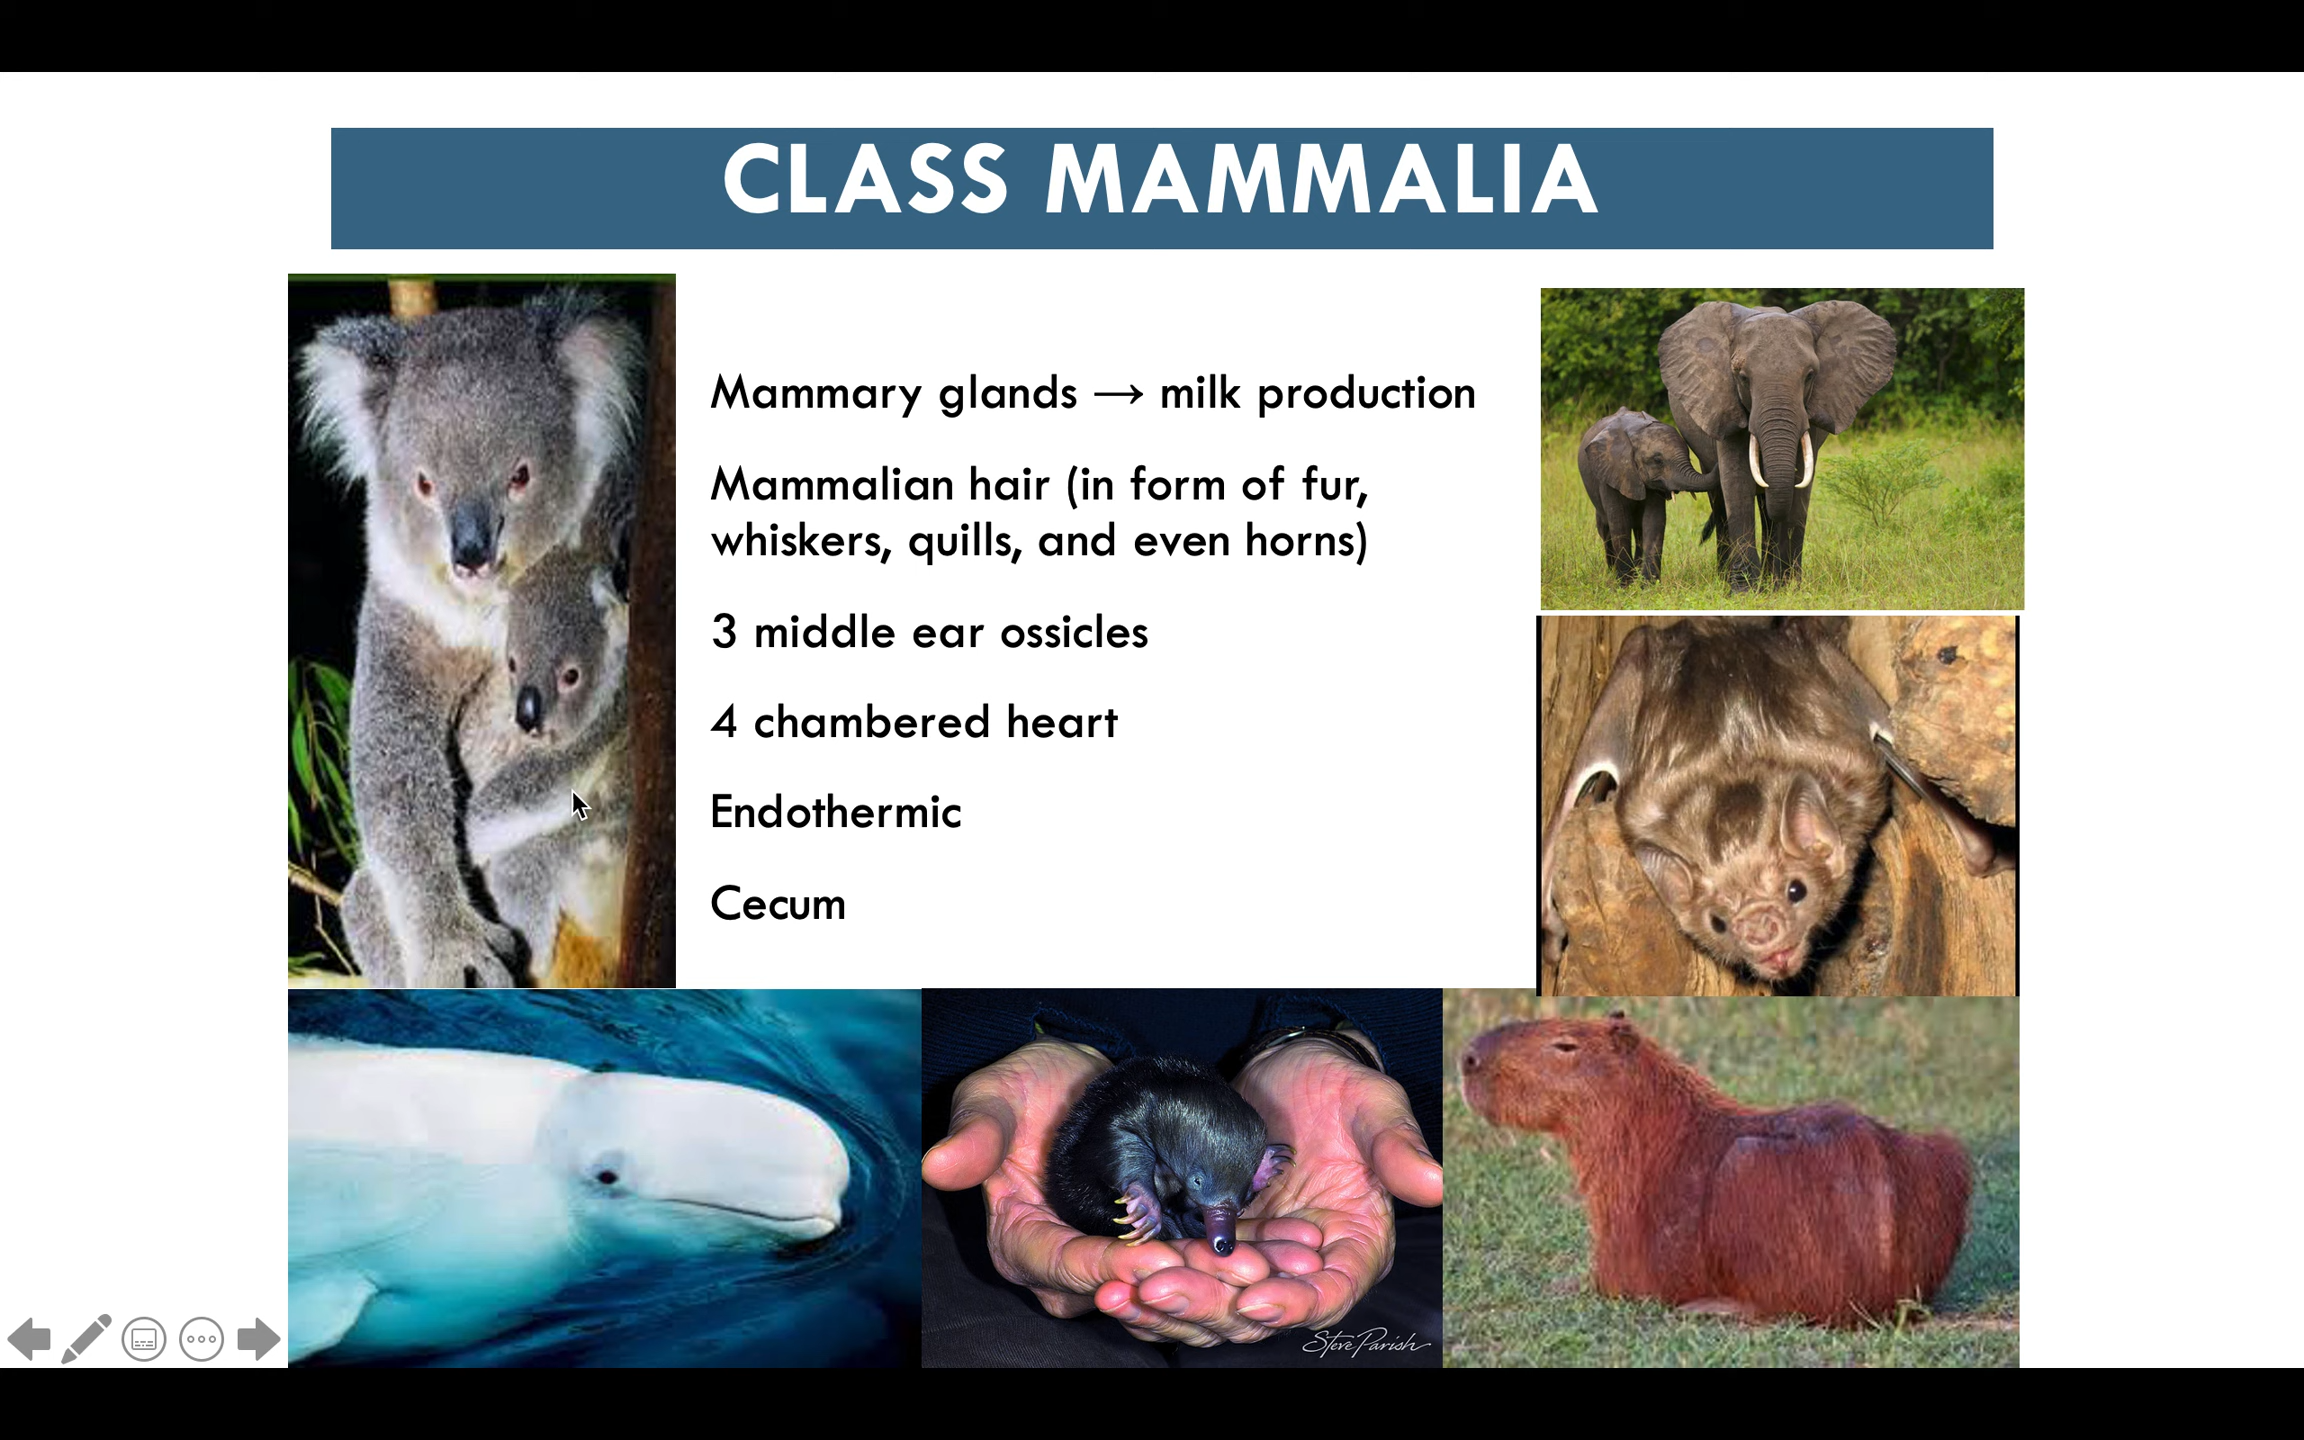 CLASS MAMMALIA
Mammary glands → milk production
Mammalian hair (in form of fur,
whiskers, quills, and even horns)
3 middle ear ossicles
4 chambered heart
Endothermic
Cecum
Steve Parish